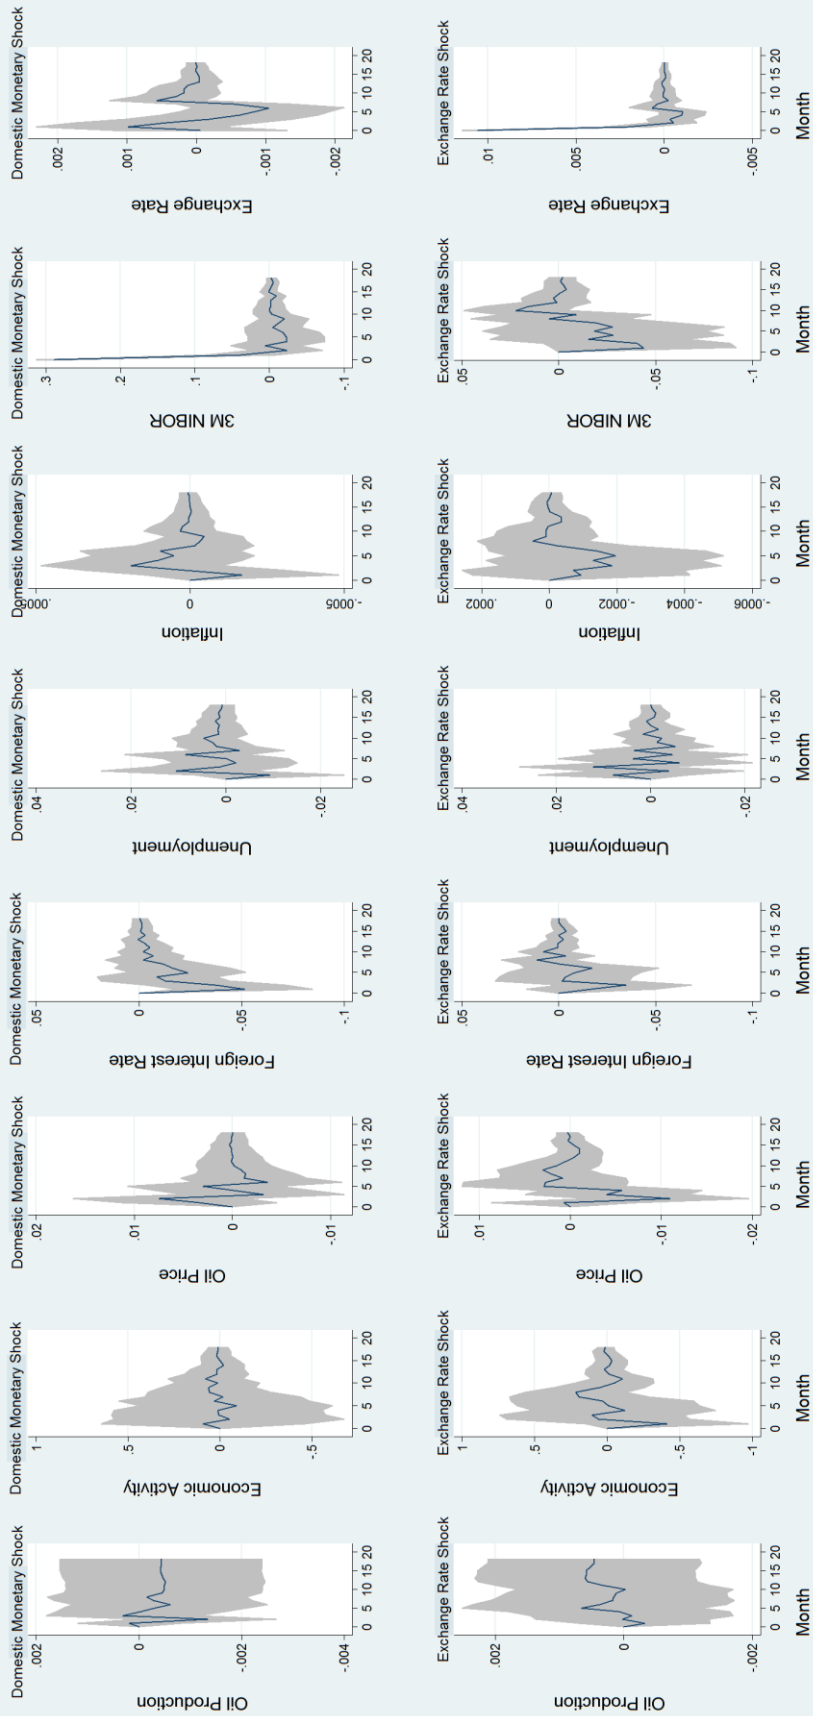 Domestic Monetary Shock
Oil Production
.002
0
-.002
-.004
0 5 10 15 20
Domestic Monetary Shock
Economic Activity
1
.5
0
-.5
0 5 10 15 20
Domestic Monetary Shock
Oil Price
.02
.01
0
-.01
0 5 10 15 20
Domestic Monetary Shock
Foreign Interest Rate
.05
0
-.05
-.1
0 5 10 15 20
Domestic Monetary Shock
Unemployment
.04
.02
0
-.02
0 5 10 15 20
Domestic Monetary Shock
Inflation
.0005
0
-.0005
0 5 10 15 20
Domestic Monetary Shock
3M NIBOR
.3
.2
.1
0
-.1
0 5 10 15 20
Domestic Monetary Shock
Exchange Rate
.002
.001
0
-.001
-.002
0 5 10 15 20
Exchange Rate Shock
Oil Production
.002
0
-.002
0 5 10 15 20
Month
Exchange Rate Shock
Economic Activity
1
.5
0
-.5
-1
0 5 10 15 20
Month
Exchange Rate Shock
Oil Price
.01
0
-.01
-.02
0 5 10 15 20
Month
Exchange Rate Shock
Foreign Interest Rate
.05
0
-.05
-.1
0 5 10 15 20
Month
Exchange Rate Shock
Unemployment
.04
.02
0
-.02
0 5 10 15 20
Month
Exchange Rate Shock
Inflation
.0002
0
-.0002
-.0004
-.0006
0 5 10 15 20
Month
Exchange Rate Shock
3M NIBOR
.05
0
-.05
-.1
0 5 10 15 20
Month
Exchange Rate Shock
Exchange Rate
.01
.005
0
-.005
0 5 10 15 20
Month